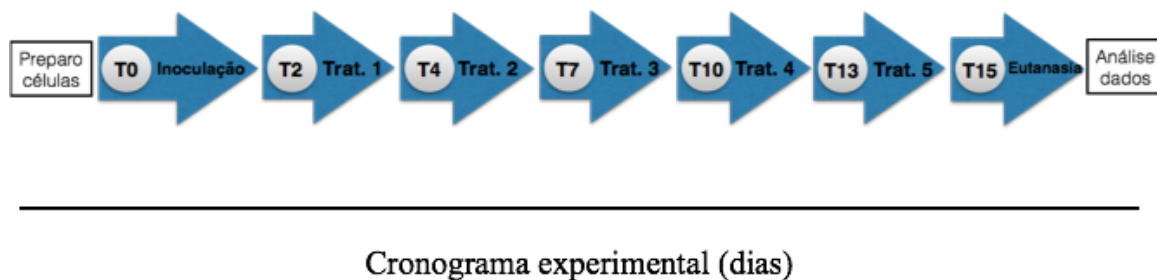 Preparo
células
T0 Inoculação
T2 Trat. 1
T4 Trat. 2
T7 Trat. 3
T10 Trat. 4
T13 Trat. 5
T15 Eutanasia
Análise
dados
Cronograma experimental (dias)